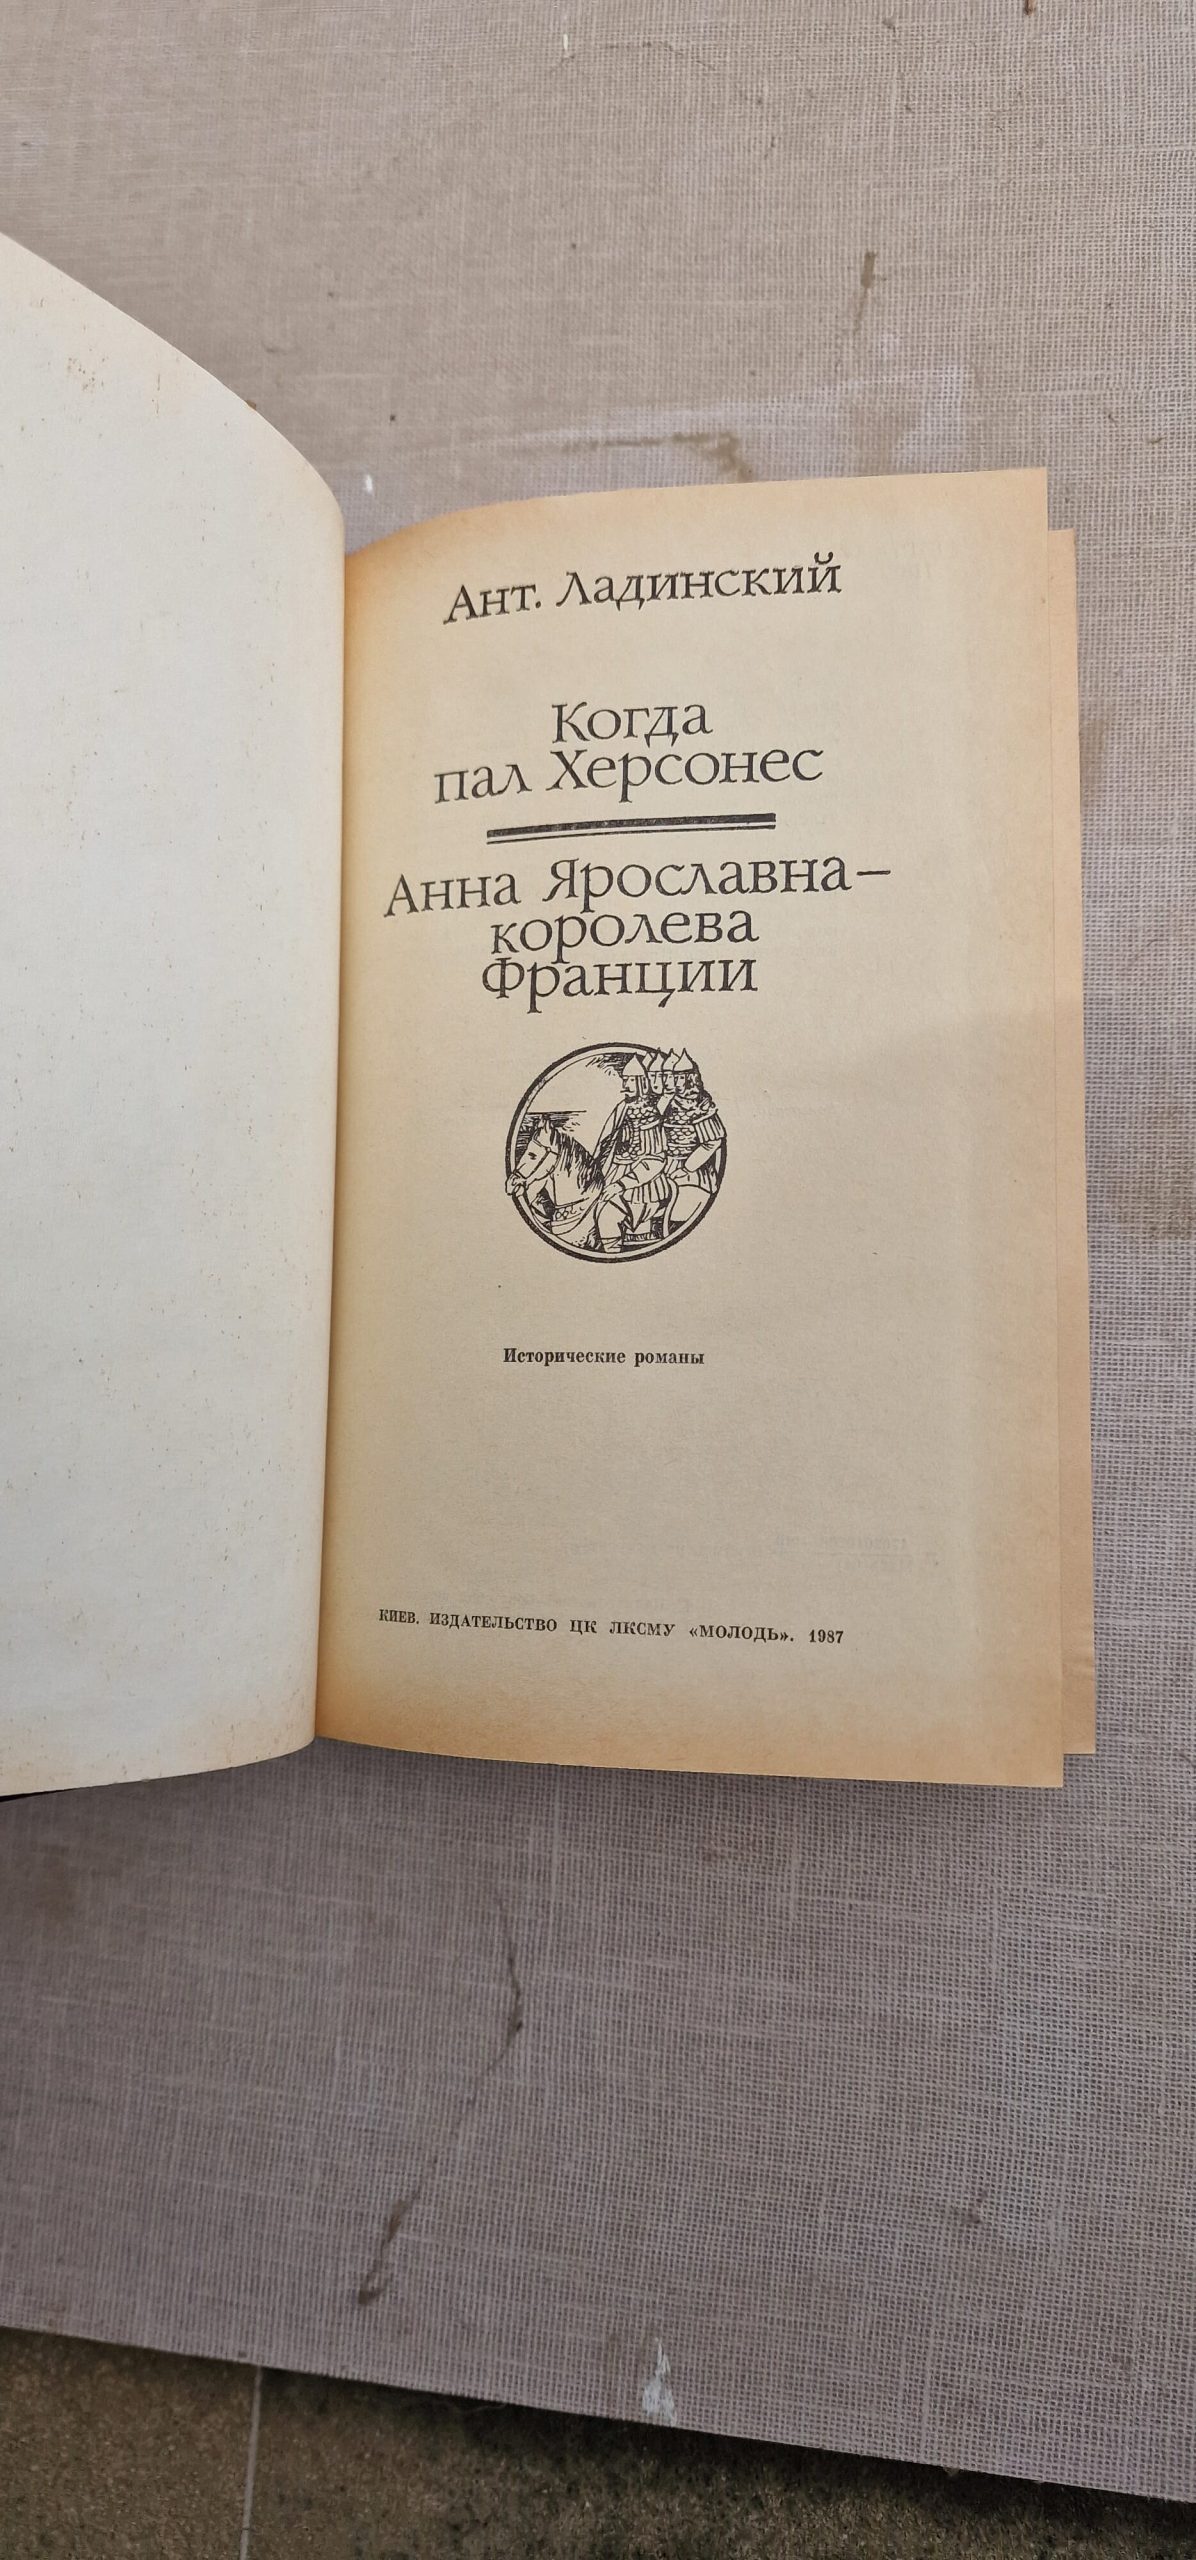 Ант. Ладинский
Когда
пал Херсонес
Анна Ярославна—
королева
Франции
Исторические романы
КИЕВ. ИЗДАТЕЛЬСТВО ЦК ЛКСМУ «МОЛОДЬ». 1987